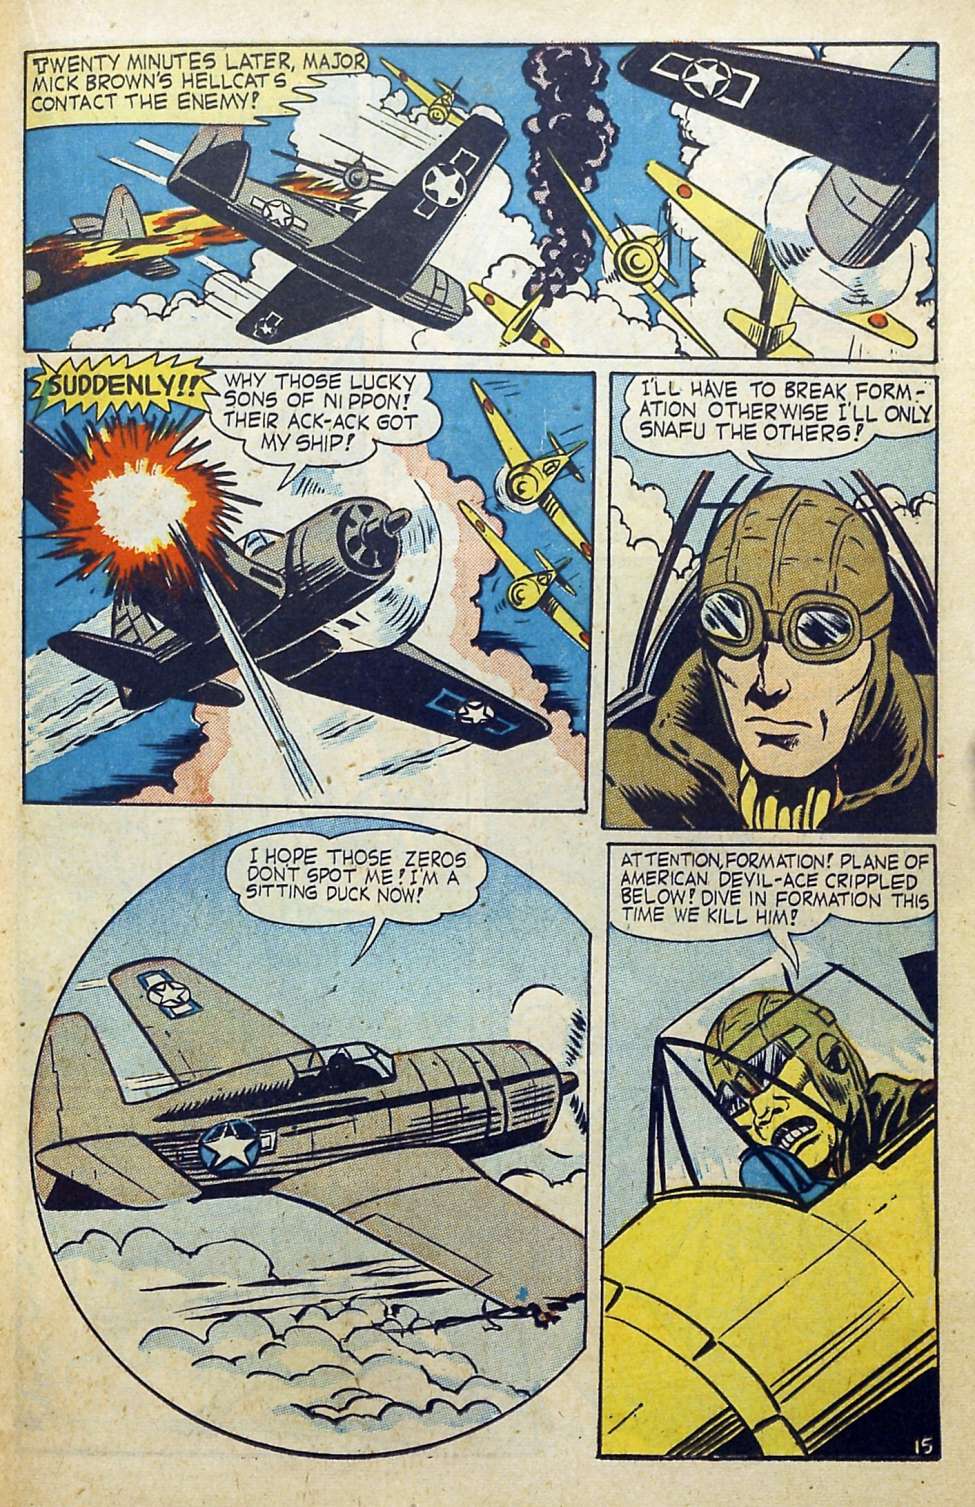 TWENTY MINUTES LATER, MAJOR
MICK BROWN'S HELLCATS
CONTACT THE ENEMY!
SUDDENLY!!
WHY THOSE LUCKY
SONS OF NIPPON!
THEIR ACK-ACK GOT
MY SHIP!
I'LL HAVE TO BREAK FORM-
ATION OTHERWISE I'LL ONLY
SNAFU THE OTHERS!
I HOPE THOSE ZEROS
DON'T SPOT ME! I'M A
SITTING DUCK NOW!
ATTENTION, FORMATION! PLANE OF
AMERICAN DEVIL-ACE CRIPPLED
BELOW! DIVE IN FORMATION THIS
TIME WE KILL HIM!
15